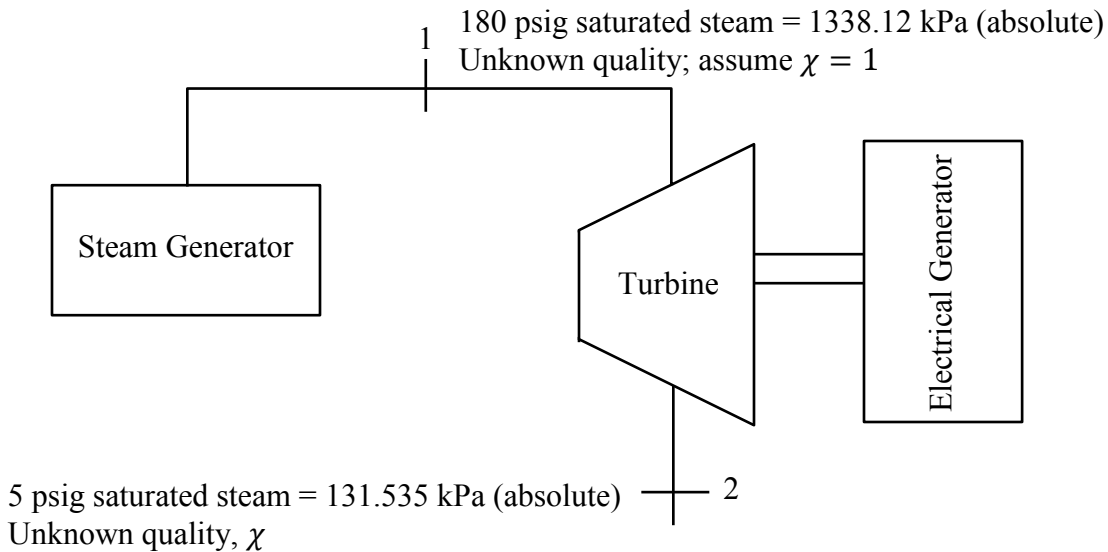 180 psig saturated steam = 1338.12 kPa (absolute)
1
Unknown quality; assume 𝜒 = 1
Steam Generator
Turbine
Electrical Generator
5 psig saturated steam = 131.535 kPa (absolute)
2
Unknown quality, 𝜒